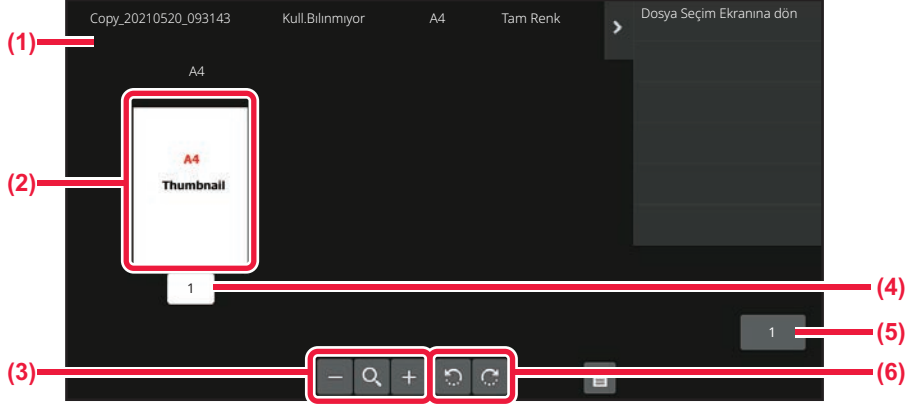 Copy_20210520_093143 Kull.Bılınmıyor A4 Tam Renk Dosya Seçim Ekranına dön
(1)
A4
A4
Thumbnail
(2)
1
(4)
1
(5)
(3)
(6)